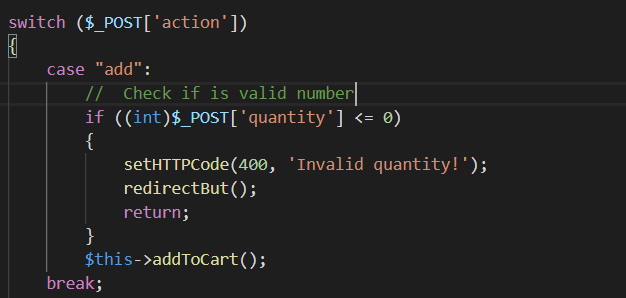 switch ($_POST['action'])
{
    case "add":
        //  Check if is valid number
        if ((int)$_POST['quantity'] <= 0)
        {
            setHTTPCode(400, 'Invalid quantity!');
            redirectBut();
            return;
        }
        $this->addToCart();
    break;